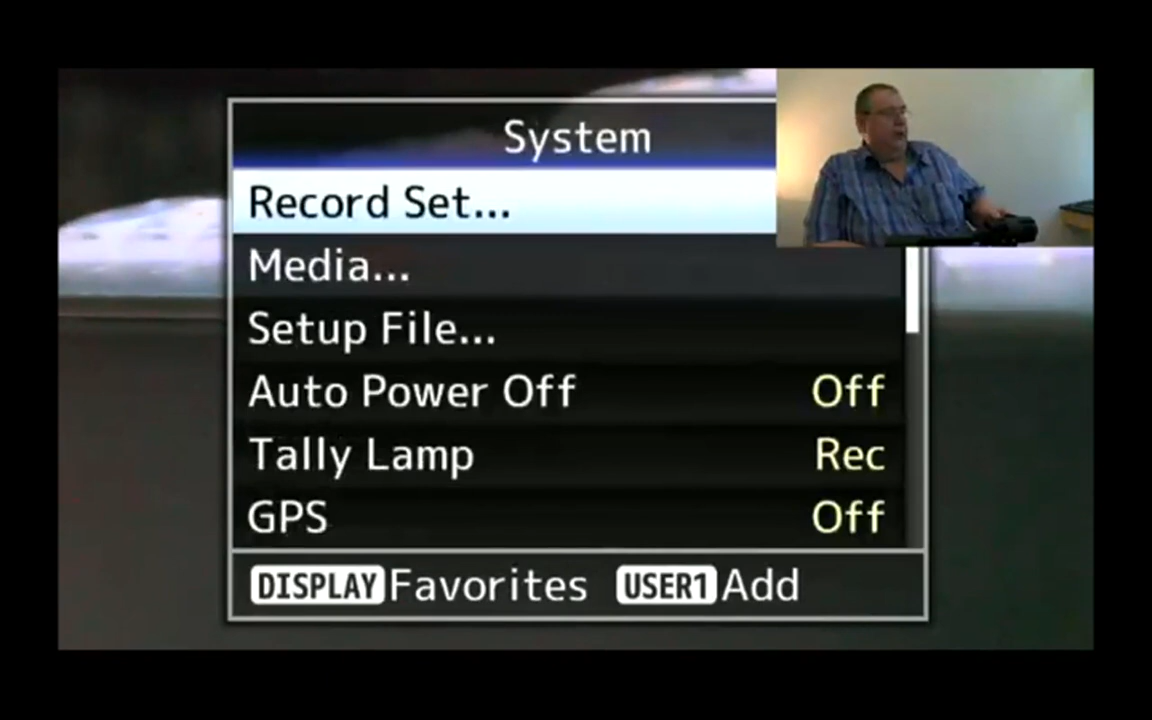 System
Record Set...
Media...
Setup File...
Auto Power Off Off
Tally Lamp Rec
GPS Off
DISPLAY Favorites USER1 Add